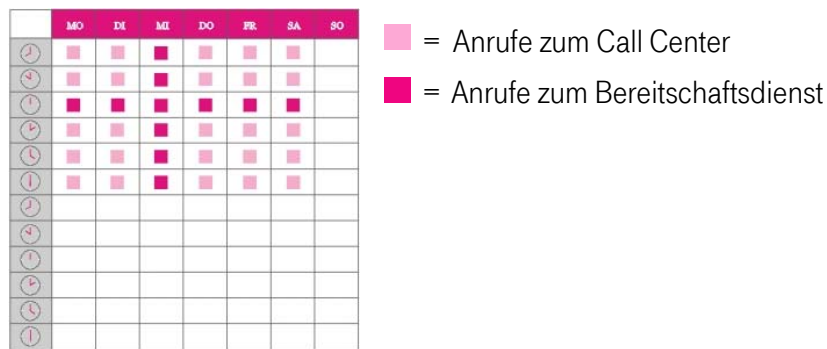 MO DI MI DO FR SA SO
= Anrufe zum Call Center
= Anrufe zum Bereitschaftsdienst